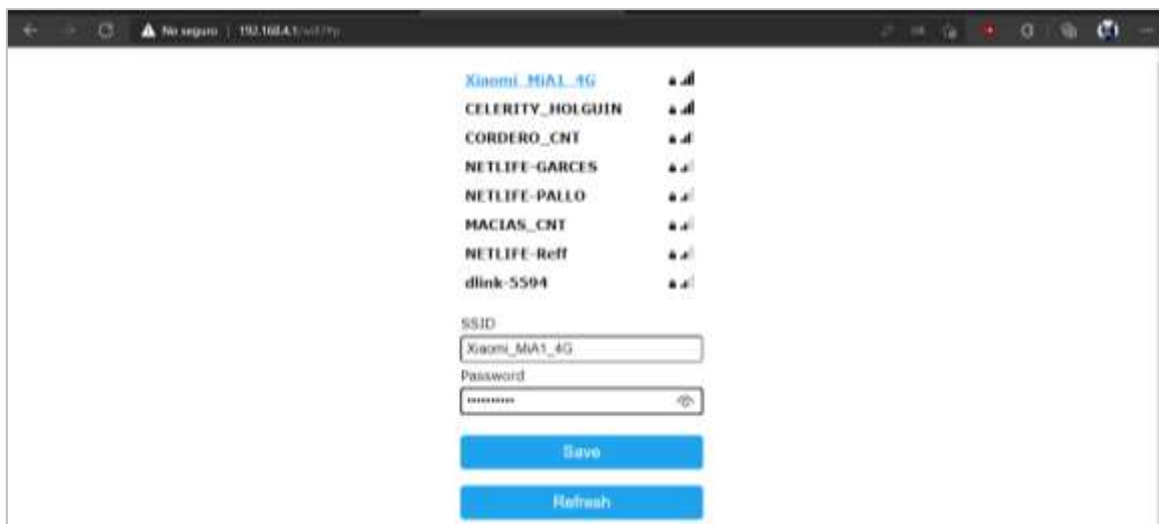 No seguro | 192.168.4.1/wifi?#p
Xiaomi_MiA1_4G
CELERITY_HOLGUIN
CORDERO_CNT
NETLIFE-GARCES
NETLIFE-PALLO
MACIAS_CNT
NETLIFE-Reff
dlink-5594
SSID
Xiaomi_MiA1_4G
Password
Save
Refresh